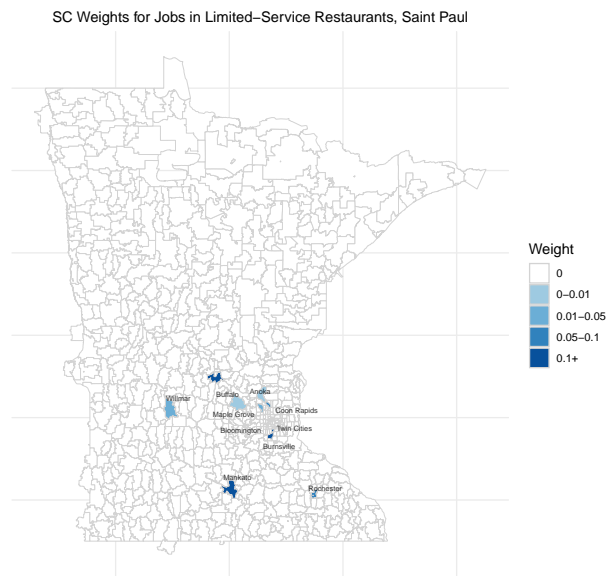 SC Weights for Jobs in Limited−Service Restaurants, Saint Paul
Weight
0
0−0.01
0.01−0.05
0.05−0.1
0.1+
Buffalo
Anoka
Willmar
Maple Grove
Coon Rapids
Bloomington
Twin Cities
Burnsville
Mankato
Rochester